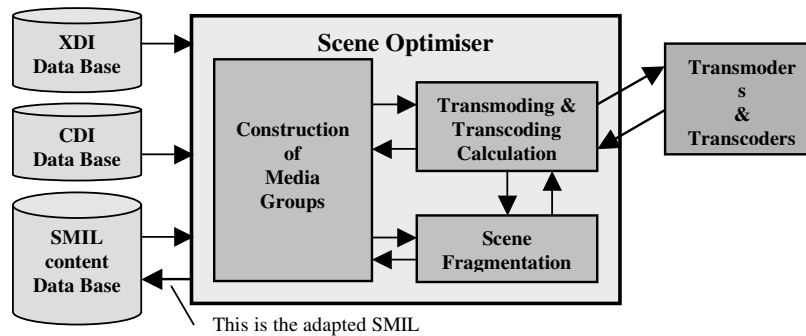 XDI
Data Base
CDI
Data Base
SMIL
content
Data Base
Scene Optimiser
Construction
of
Media
Groups
Transmoding &
Transcoding
Calculation
Scene
Fragmentation
Transmoder
s
&
Transcoders
This is the adapted SMIL